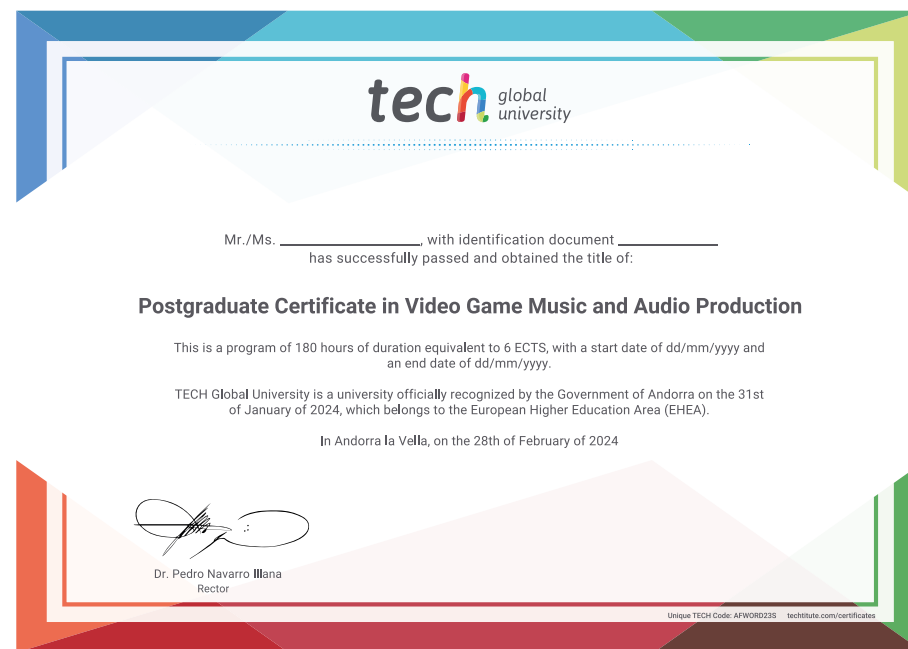 tech global university
Mr./Ms. ____________, with identification document ____________
has successfully passed and obtained the title of:
Postgraduate Certificate in Video Game Music and Audio Production
This is a program of 180 hours of duration equivalent to 6 ECTS, with a start date of dd/mm/yyyy and
an end date of dd/mm/yyyy.
TECH Global University is a university officially recognized by the Government of Andorra on the 31st
of January of 2024, which belongs to the European Higher Education Area (EHEA).
In Andorra la Vella, on the 28th of February of 2024
Dr. Pedro Navarro Illana
Rector
Unique TECH Code: AFWORD23S techtitute.com/certificates